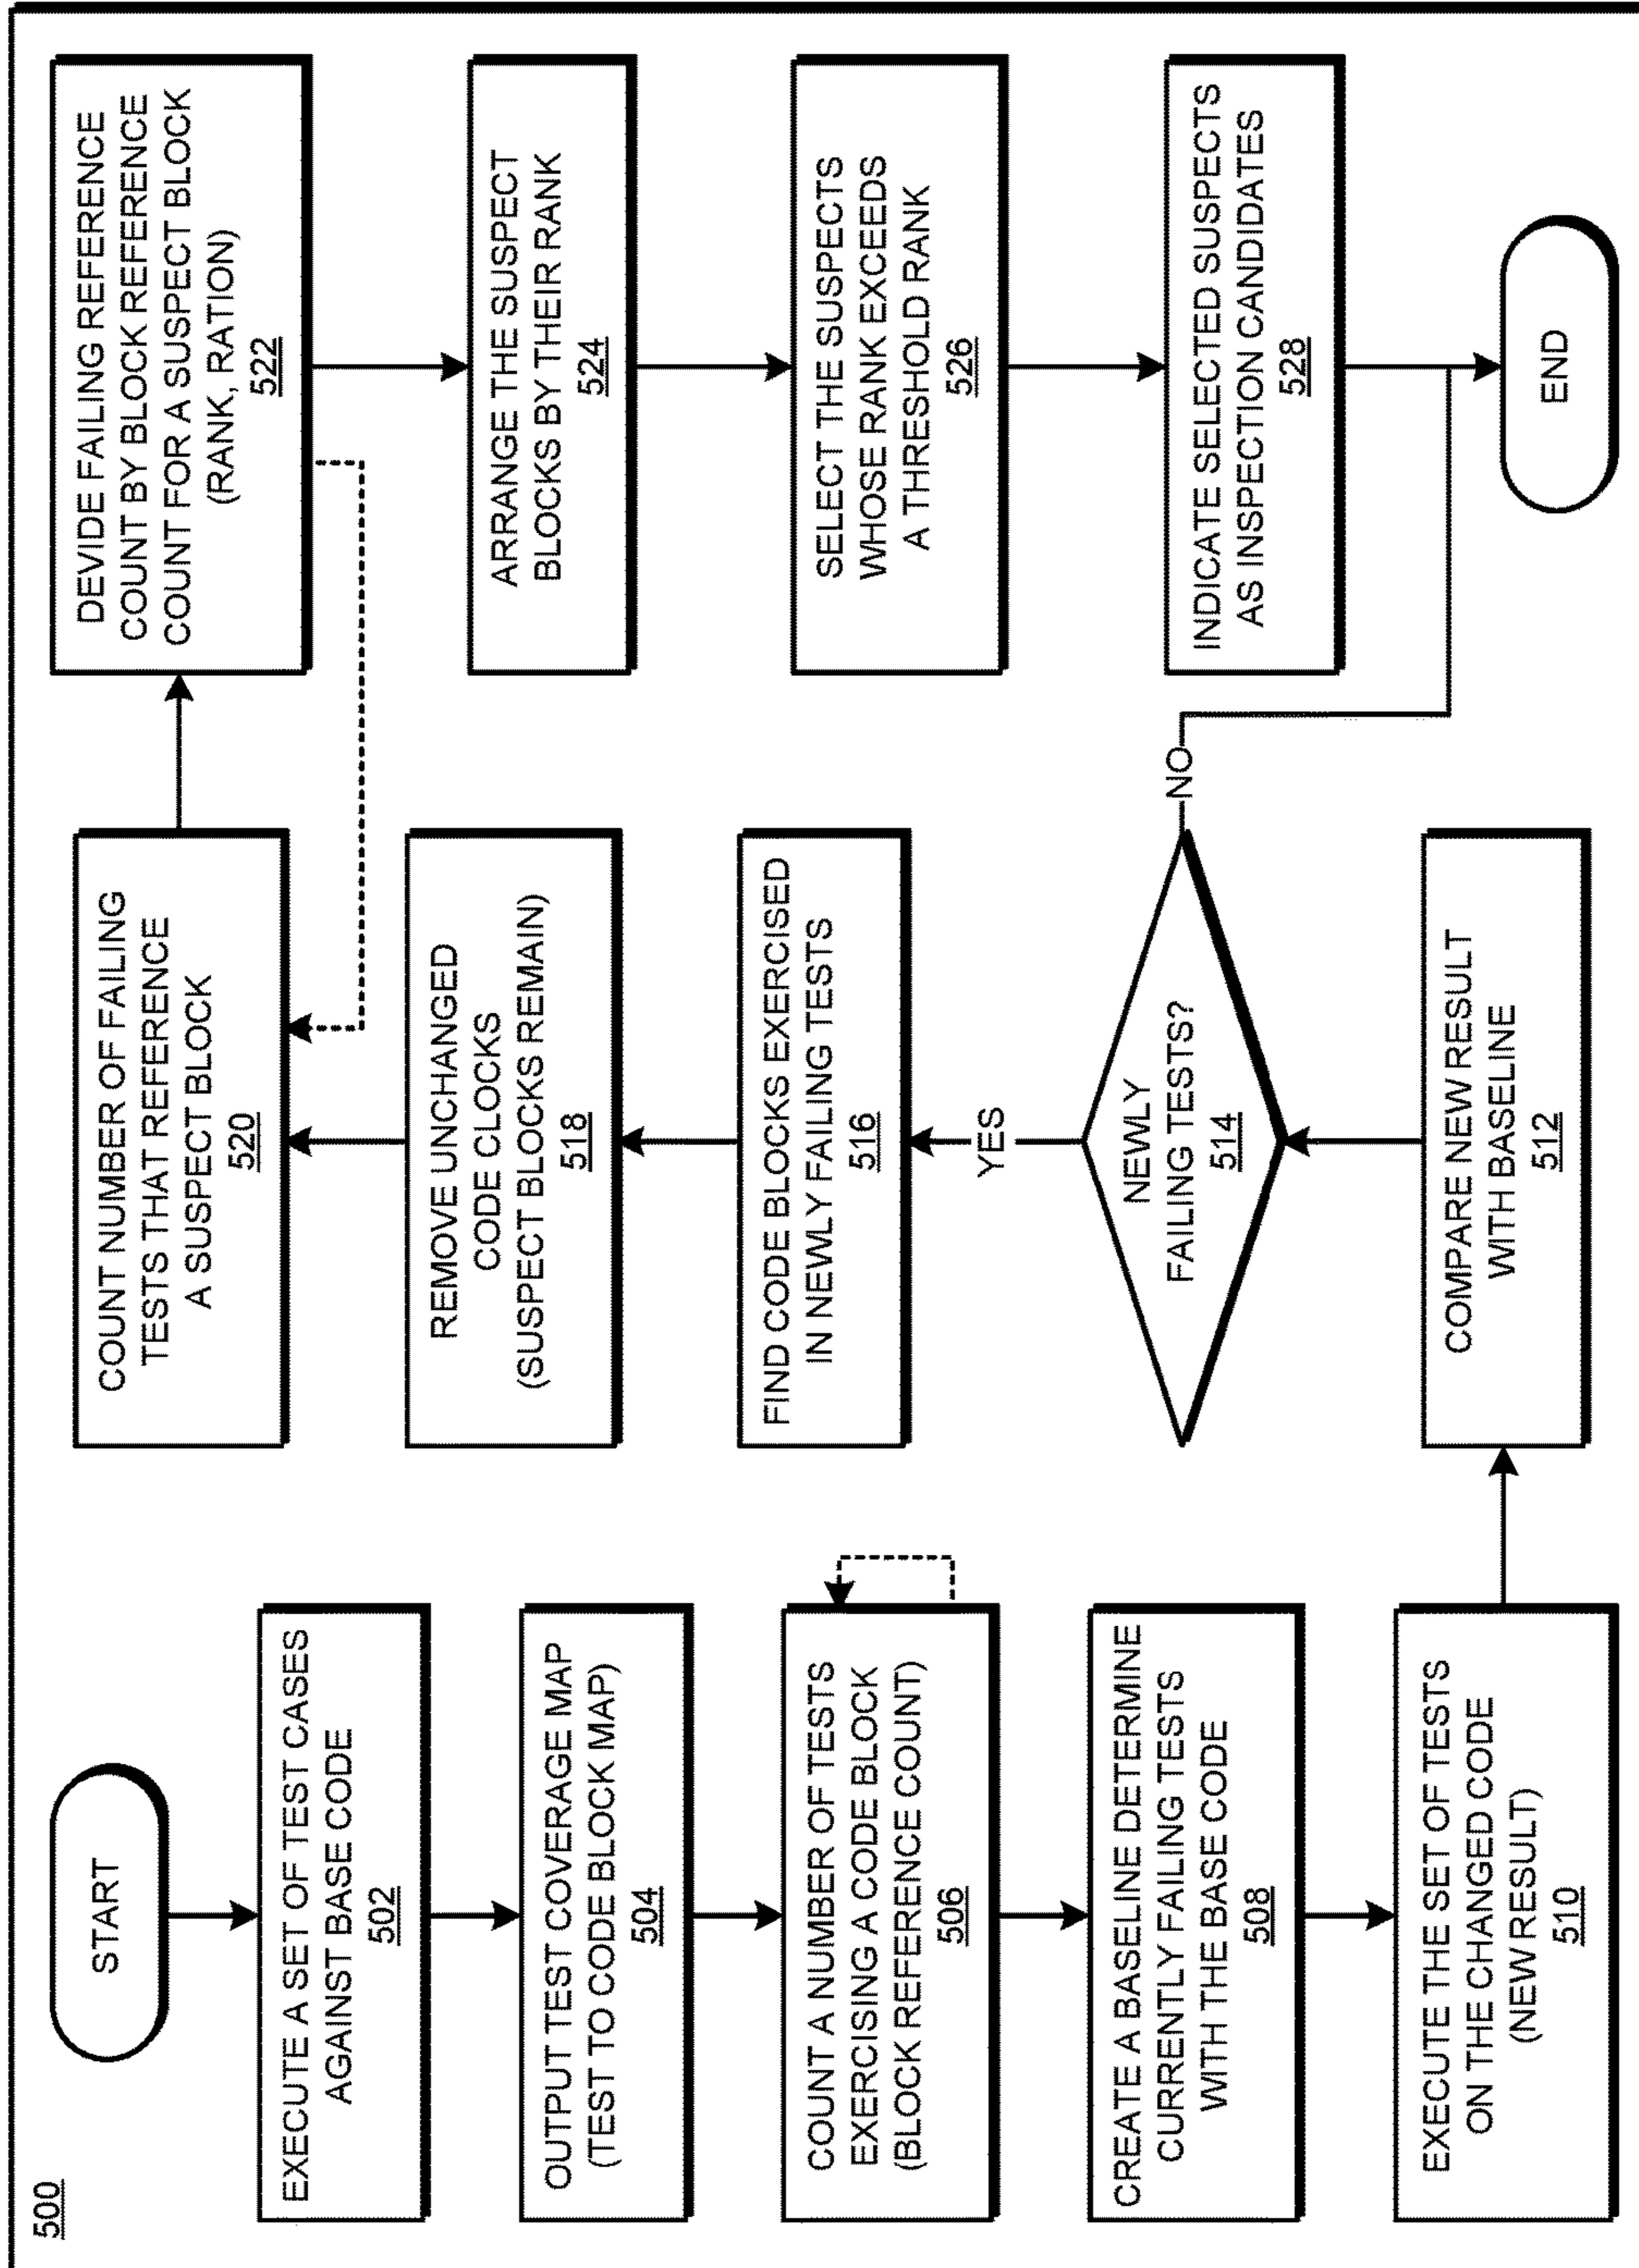 500
START
EXECUTE A SET OF TEST CASES
AGAINST BASE CODE
502
OUTPUT TEST COVERAGE MAP
(TEST TO CODE BLOCK MAP)
504
COUNT A NUMBER OF TESTS
EXERCISING A CODE BLOCK
(BLOCK REFERENCE COUNT)
506
CREATE A BASELINE DETERMINE
CURRENTLY FAILING TESTS
WITH THE BASE CODE
508
EXECUTE THE SET OF TESTS
ON THE CHANGED CODE
(NEW RESULT)
510
COMPARE NEW RESULT
WITH BASELINE
512
NEWLY
FAILING TESTS?
514
YES
NO
FIND CODE BLOCKS EXERCISED
IN NEWLY FAILING TESTS
516
REMOVE UNCHANGED
CODE CLOCKS
(SUSPECT BLOCKS REMAIN)
518
COUNT NUMBER OF FAILING
TESTS THAT REFERENCE
A SUSPECT BLOCK
520
DEVIDE FAILING REFERENCE
COUNT BY BLOCK REFERENCE
COUNT FOR A SUSPECT BLOCK
(RANK, RATION)
522
ARRANGE THE SUSPECT
BLOCKS BY THEIR RANK
524
SELECT THE SUSPECTS
WHOSE RANK EXCEEDS
A THRESHOLD RANK
526
INDICATE SELECTED SUSPECTS
AS INSPECTION CANDIDATES
528
END